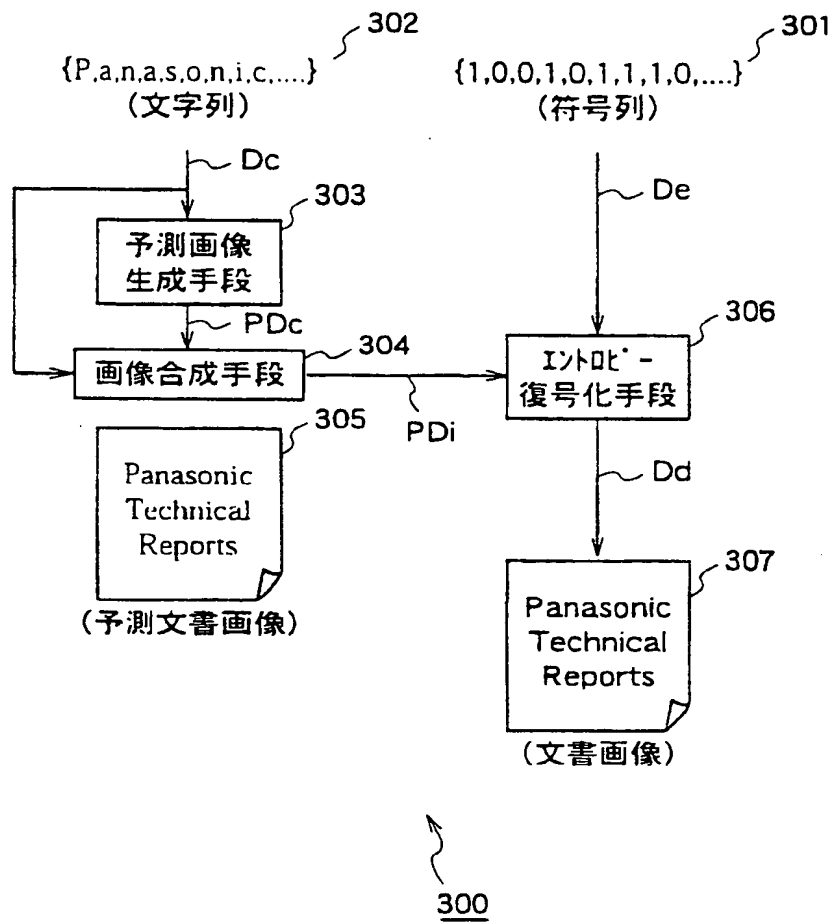 302
{P,a,n,a,s,o,n,i,c,....}
(文字列)
301
{1,0,0,1,0,1,1,1,0,....}
(符号列)
Dc
De
303
予測画像
生成手段
PDc
304
画像合成手段
PDi
306
エントロピー
復号化手段
305
Panasonic
Technical
Reports
(予測文書画像)
Dd
307
Panasonic
Technical
Reports
(文書画像)
300